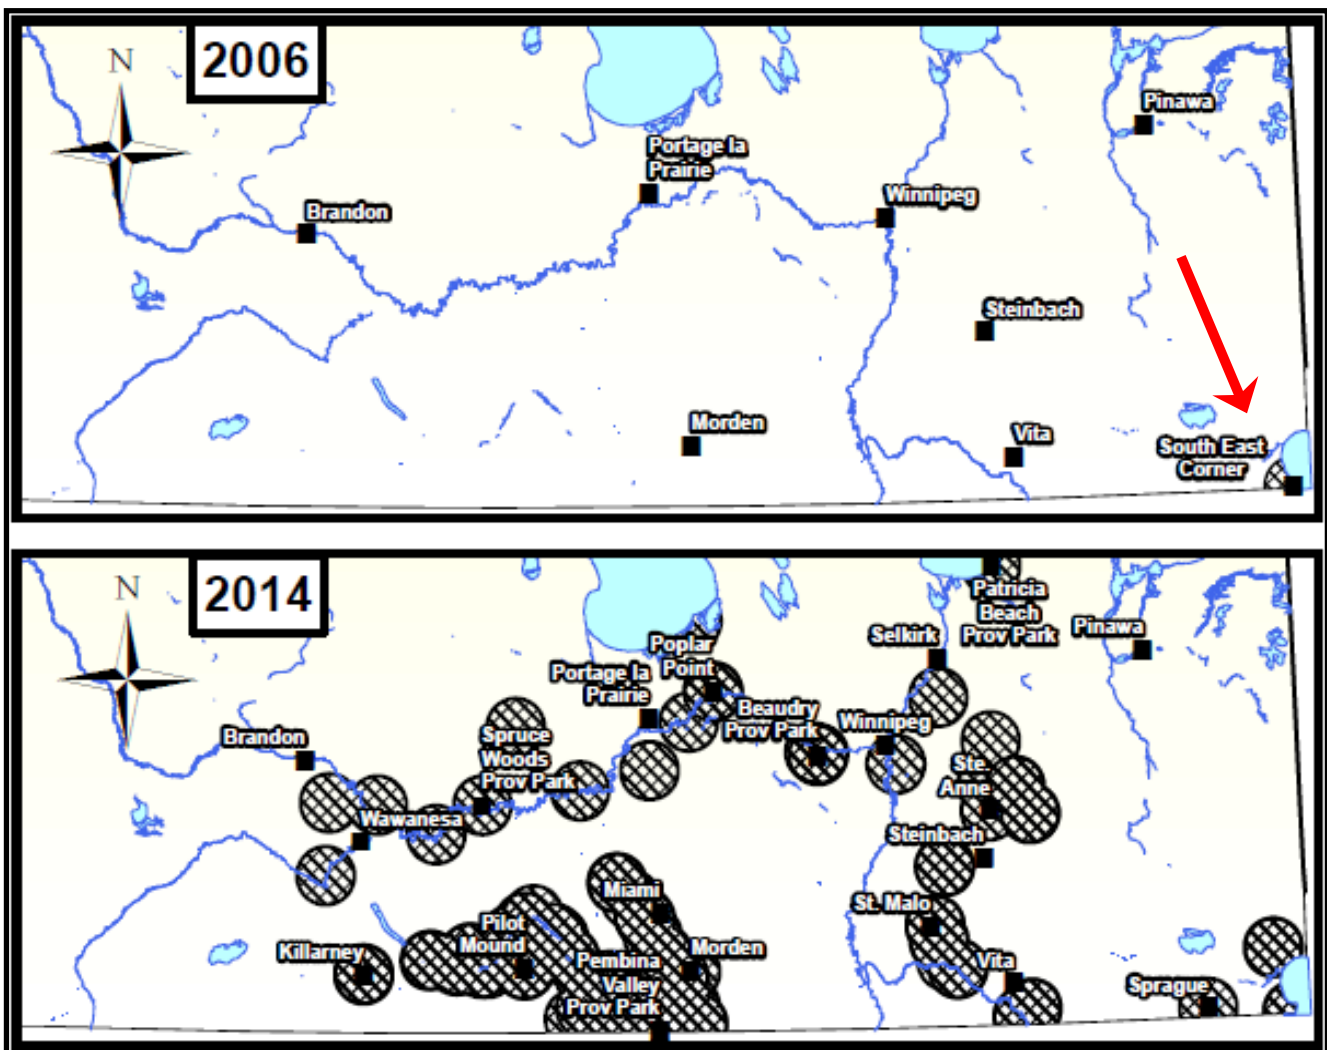 2006
N
Pinawa
Portage la
Prairie
Winnipeg
Brandon
Steinbach
Morden
Vita
South East
Corner
2014
N
Patricia
Beach
Prov Park
Pinawa
Selkirk
Poplar
Point
Portage la
Prairie
Beaudry
Prov Park
Winnipeg
Brandon
Spruce
Woods
Prov Park
Ste.
Anne
Wawanesa
Steinbach
Miami
St. Malo
Pilot
Mound
Killarney
Morden
Pembina
Valley
Prov Park
Vita
Sprague